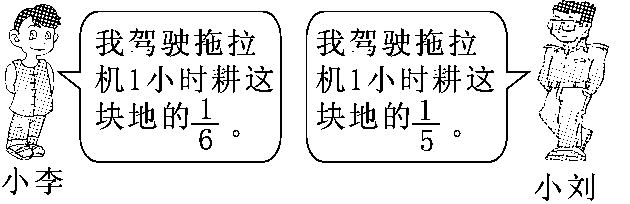 我驾驶拖拉
机1小时耕这
块地的1/6。
小李
我驾驶拖拉
机1小时耕这
块地的1/5。
小刘